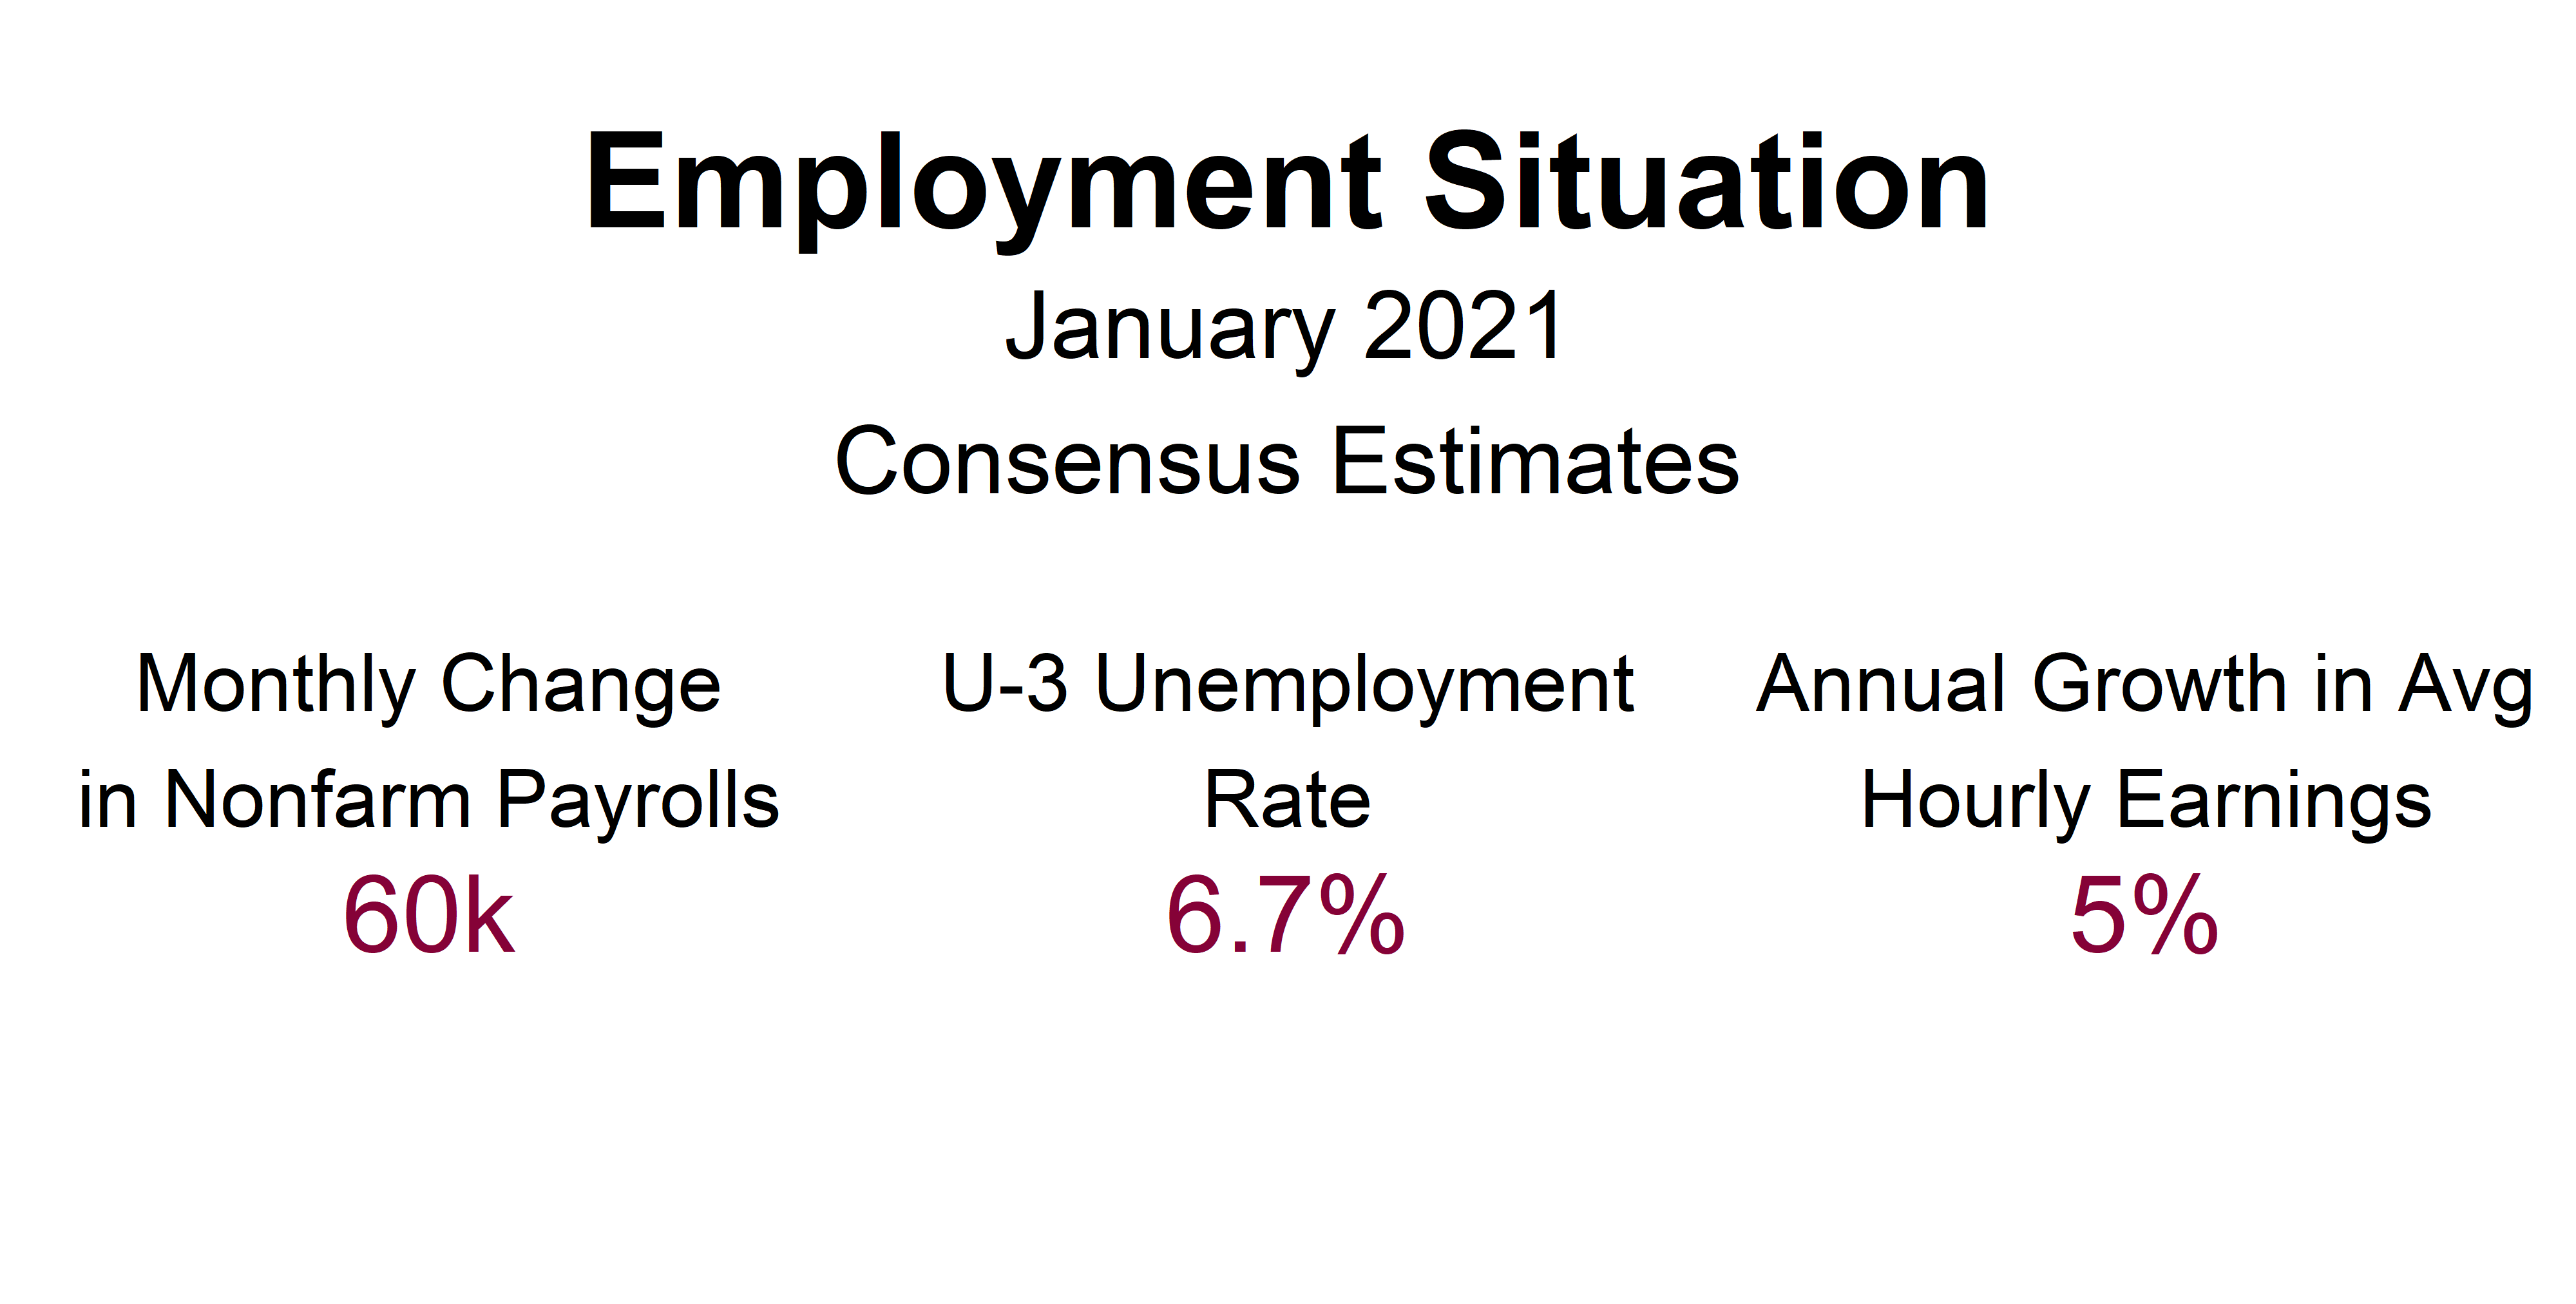 Employment Situation
January 2021
Consensus Estimates
Monthly Change
in Nonfarm Payrolls
60k
U-3 Unemployment
Rate
6.7%
Annual Growth in Avg
Hourly Earnings
5%